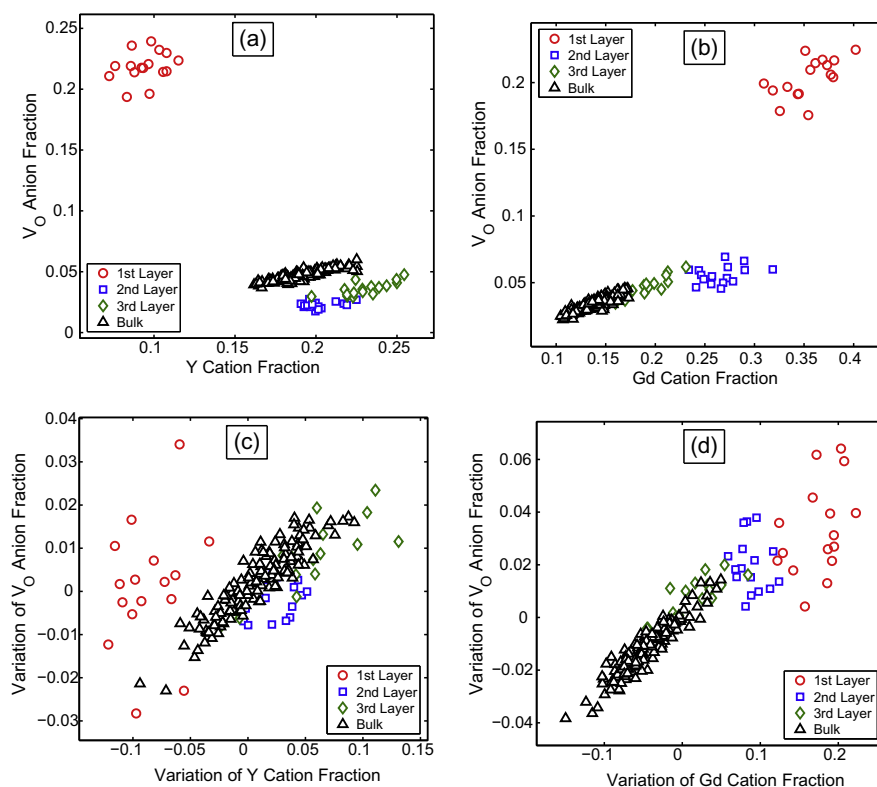 (a)
0.25
0.2
0.15
0.1
0.05
0
V_O Anion Fraction
1st Layer
2nd Layer
3rd Layer
Bulk
0.1
0.15
0.2
0.25
Y Cation Fraction
(b)
1st Layer
2nd Layer
3rd Layer
Bulk
0.2
0.15
0.1
0.05
V_O Anion Fraction
0.1
0.15
0.2
0.25
0.3
0.35
0.4
Gd Cation Fraction
(c)
0.04
0.03
0.02
0.01
0
−0.01
−0.02
−0.03
Variation of V_O Anion Fraction
1st Layer
2nd Layer
3rd Layer
Bulk
−0.1
−0.05
0
0.05
0.1
0.15
Variation of Y Cation Fraction
(d)
0.06
0.04
0.02
0
−0.02
−0.04
Variation of V_O Anion Fraction
1st Layer
2nd Layer
3rd Layer
Bulk
−0.1
0
0.1
0.2
Variation of Gd Cation Fraction